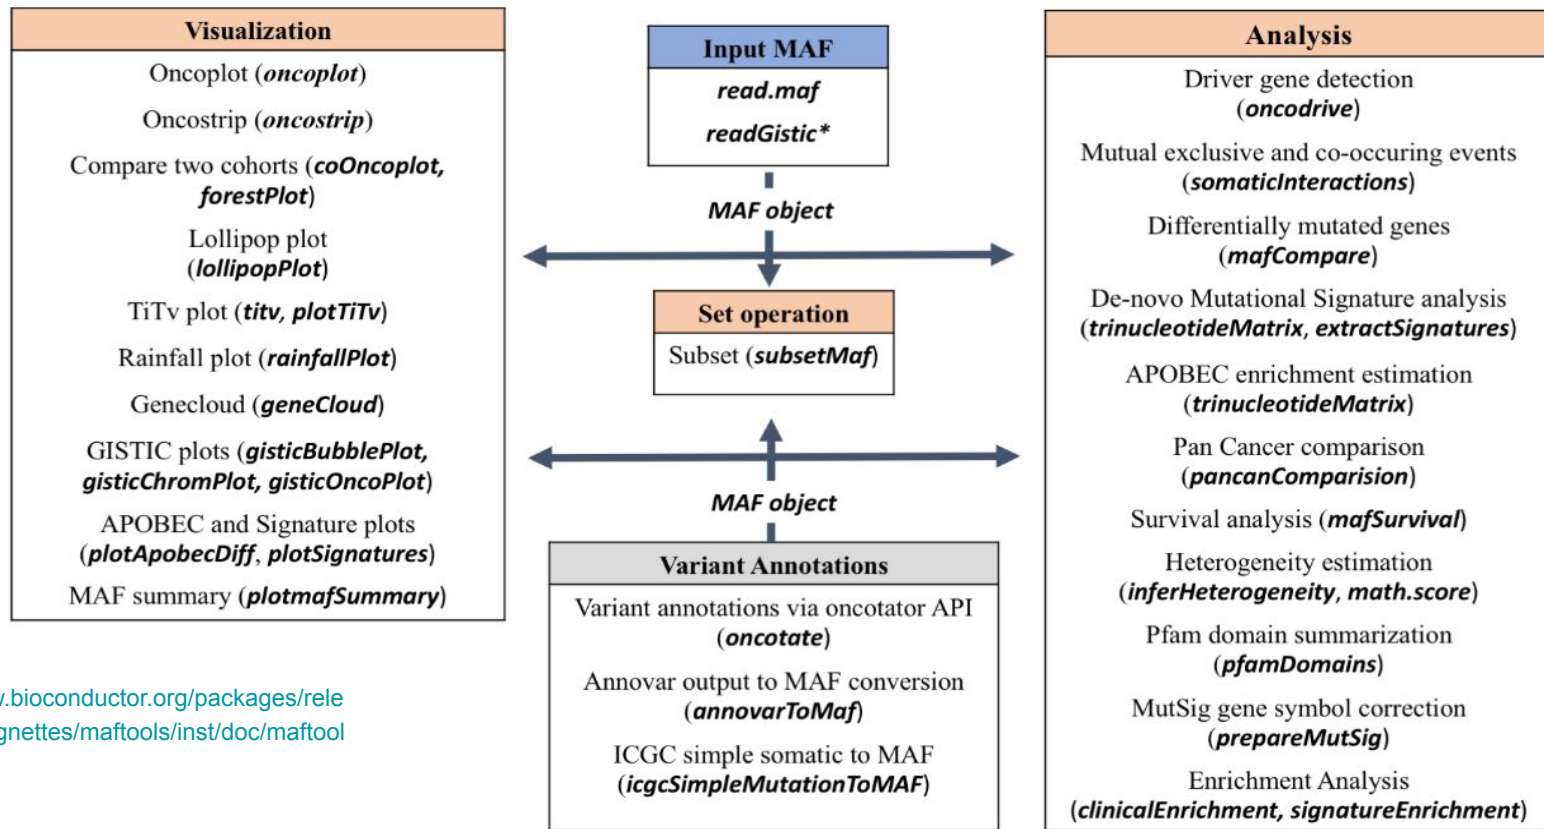 Visualization
Oncoplot (oncoplot)
Oncostrip (oncostrip)
Compare two cohorts (coOncoplot,
forestPlot)
Lollipop plot
(lollipopPlot)
TiTv plot (titv, plotTiTv)
Rainfall plot (rainfallPlot)
Genecloud (geneCloud)
GISTIC plots (gisticBubblePlot,
gisticChromPlot, gisticOncoPlot)
APOBEC and Signature plots
(plotApobecDiff, plotSignatures)
MAF summary (plotmafSummary)
w.bioconductor.org/packages/rele
gnettes/maftools/inst/doc/maftool
Input MAF
read.maf
readGistic*
MAF object
Set operation
Subset (subsetMaf)
MAF object
Variant Annotations
Variant annotations via oncotator API
(oncotate)
Annovar output to MAF conversion
(annovarToMaf)
ICGC simple somatic to MAF
(icgcSimpleMutationToMAF)
Analysis
Driver gene detection
(oncodrive)
Mutual exclusive and co-occuring events
(somaticInteractions)
Differentially mutated genes
(mafCompare)
De-novo Mutational Signature analysis
(trinucleotideMatrix, extractSignatures)
APOBEC enrichment estimation
(trinucleotideMatrix)
Pan Cancer comparison
(pancanComparision)
Survival analysis (mafSurvival)
Heterogeneity estimation
(inferHeterogeneity, math.score)
Pfam domain summarization
(pfamDomains)
MutSig gene symbol correction
(prepareMutSig)
Enrichment Analysis
(clinicalEnrichment, signatureEnrichment)